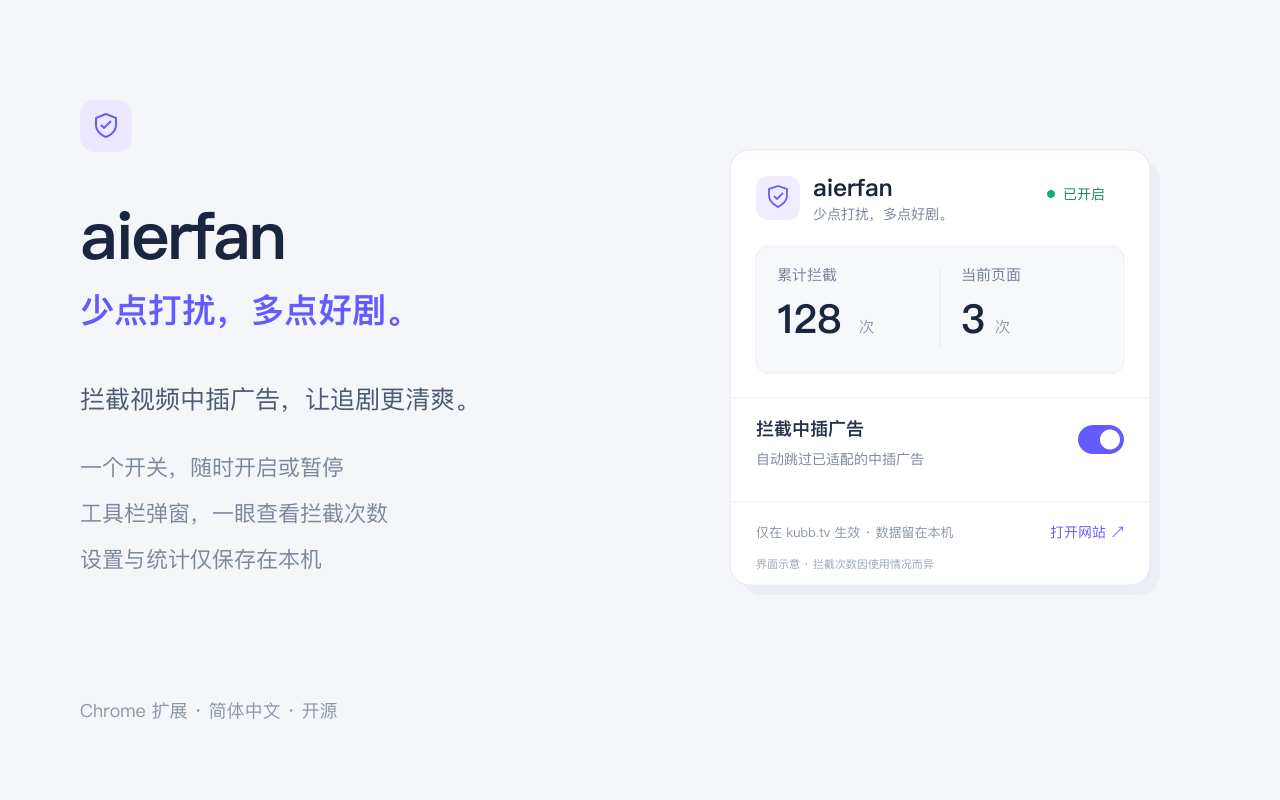 aierfan
少点打扰，多点好剧。
拦截视频中插广告，让追剧更清爽。
一个开关，随时开启或暂停
工具栏弹窗，一眼查看拦截次数
设置与统计仅保存在本机
Chrome 扩展 · 简体中文 · 开源
aierfan
已开启
少点打扰，多点好剧。
累计拦截
当前页面
128 次
3 次
拦截中插广告
自动跳过已适配的中插广告
仅在 kubb.tv 生效 · 数据留在本机
打开网站 ↗
界面示意 · 拦截次数因使用情况而异